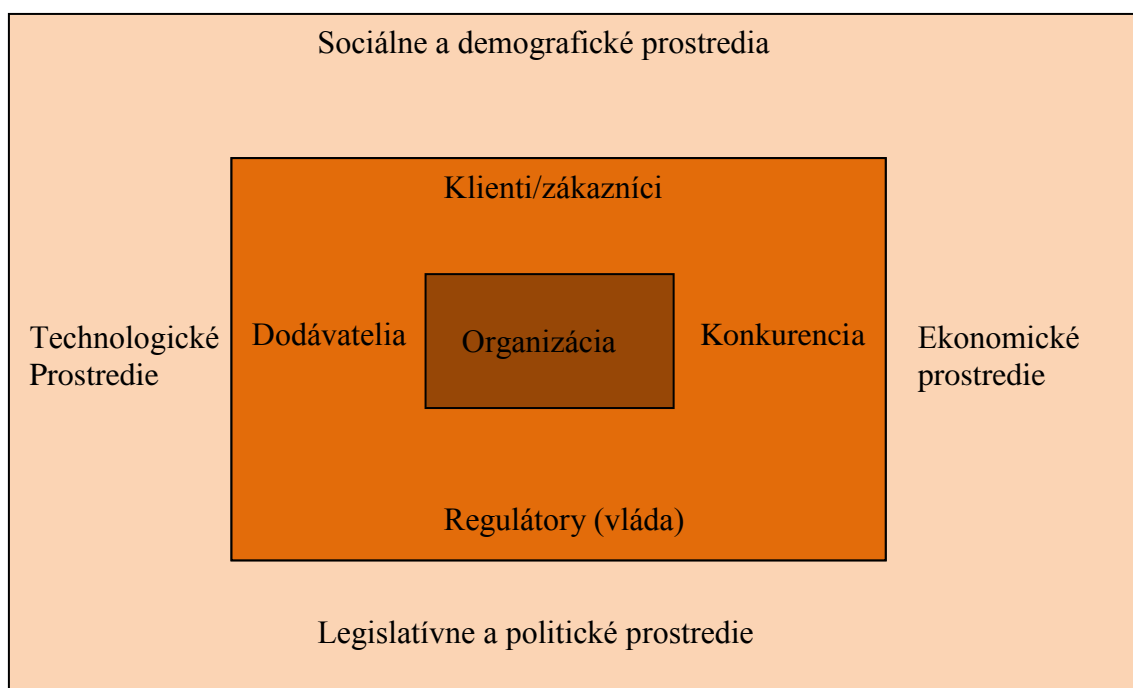 Sociálne a demografické prostredia
Klienti/zákazníci
Technologické
Prostredie
Dodávatelia
Organizácia
Konkurencia
Ekonomické
prostredie
Regulátory (vláda)
Legislatívne a politické prostredie